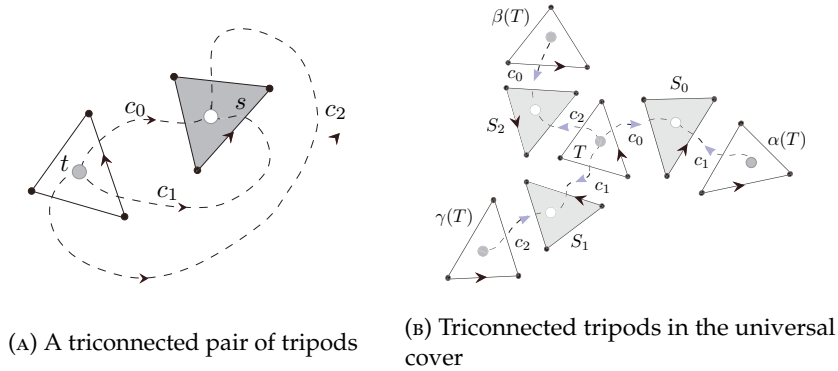 β(T)
c₀
S₀
c₀
c₂
s
c₂
S₂
c₂
T
c₀
α(T)
t
c₁
c₁
c₁
γ(T)
c₂
S₁
(A) A triconnected pair of tripods
(B) Triconnected tripods in the universal
cover